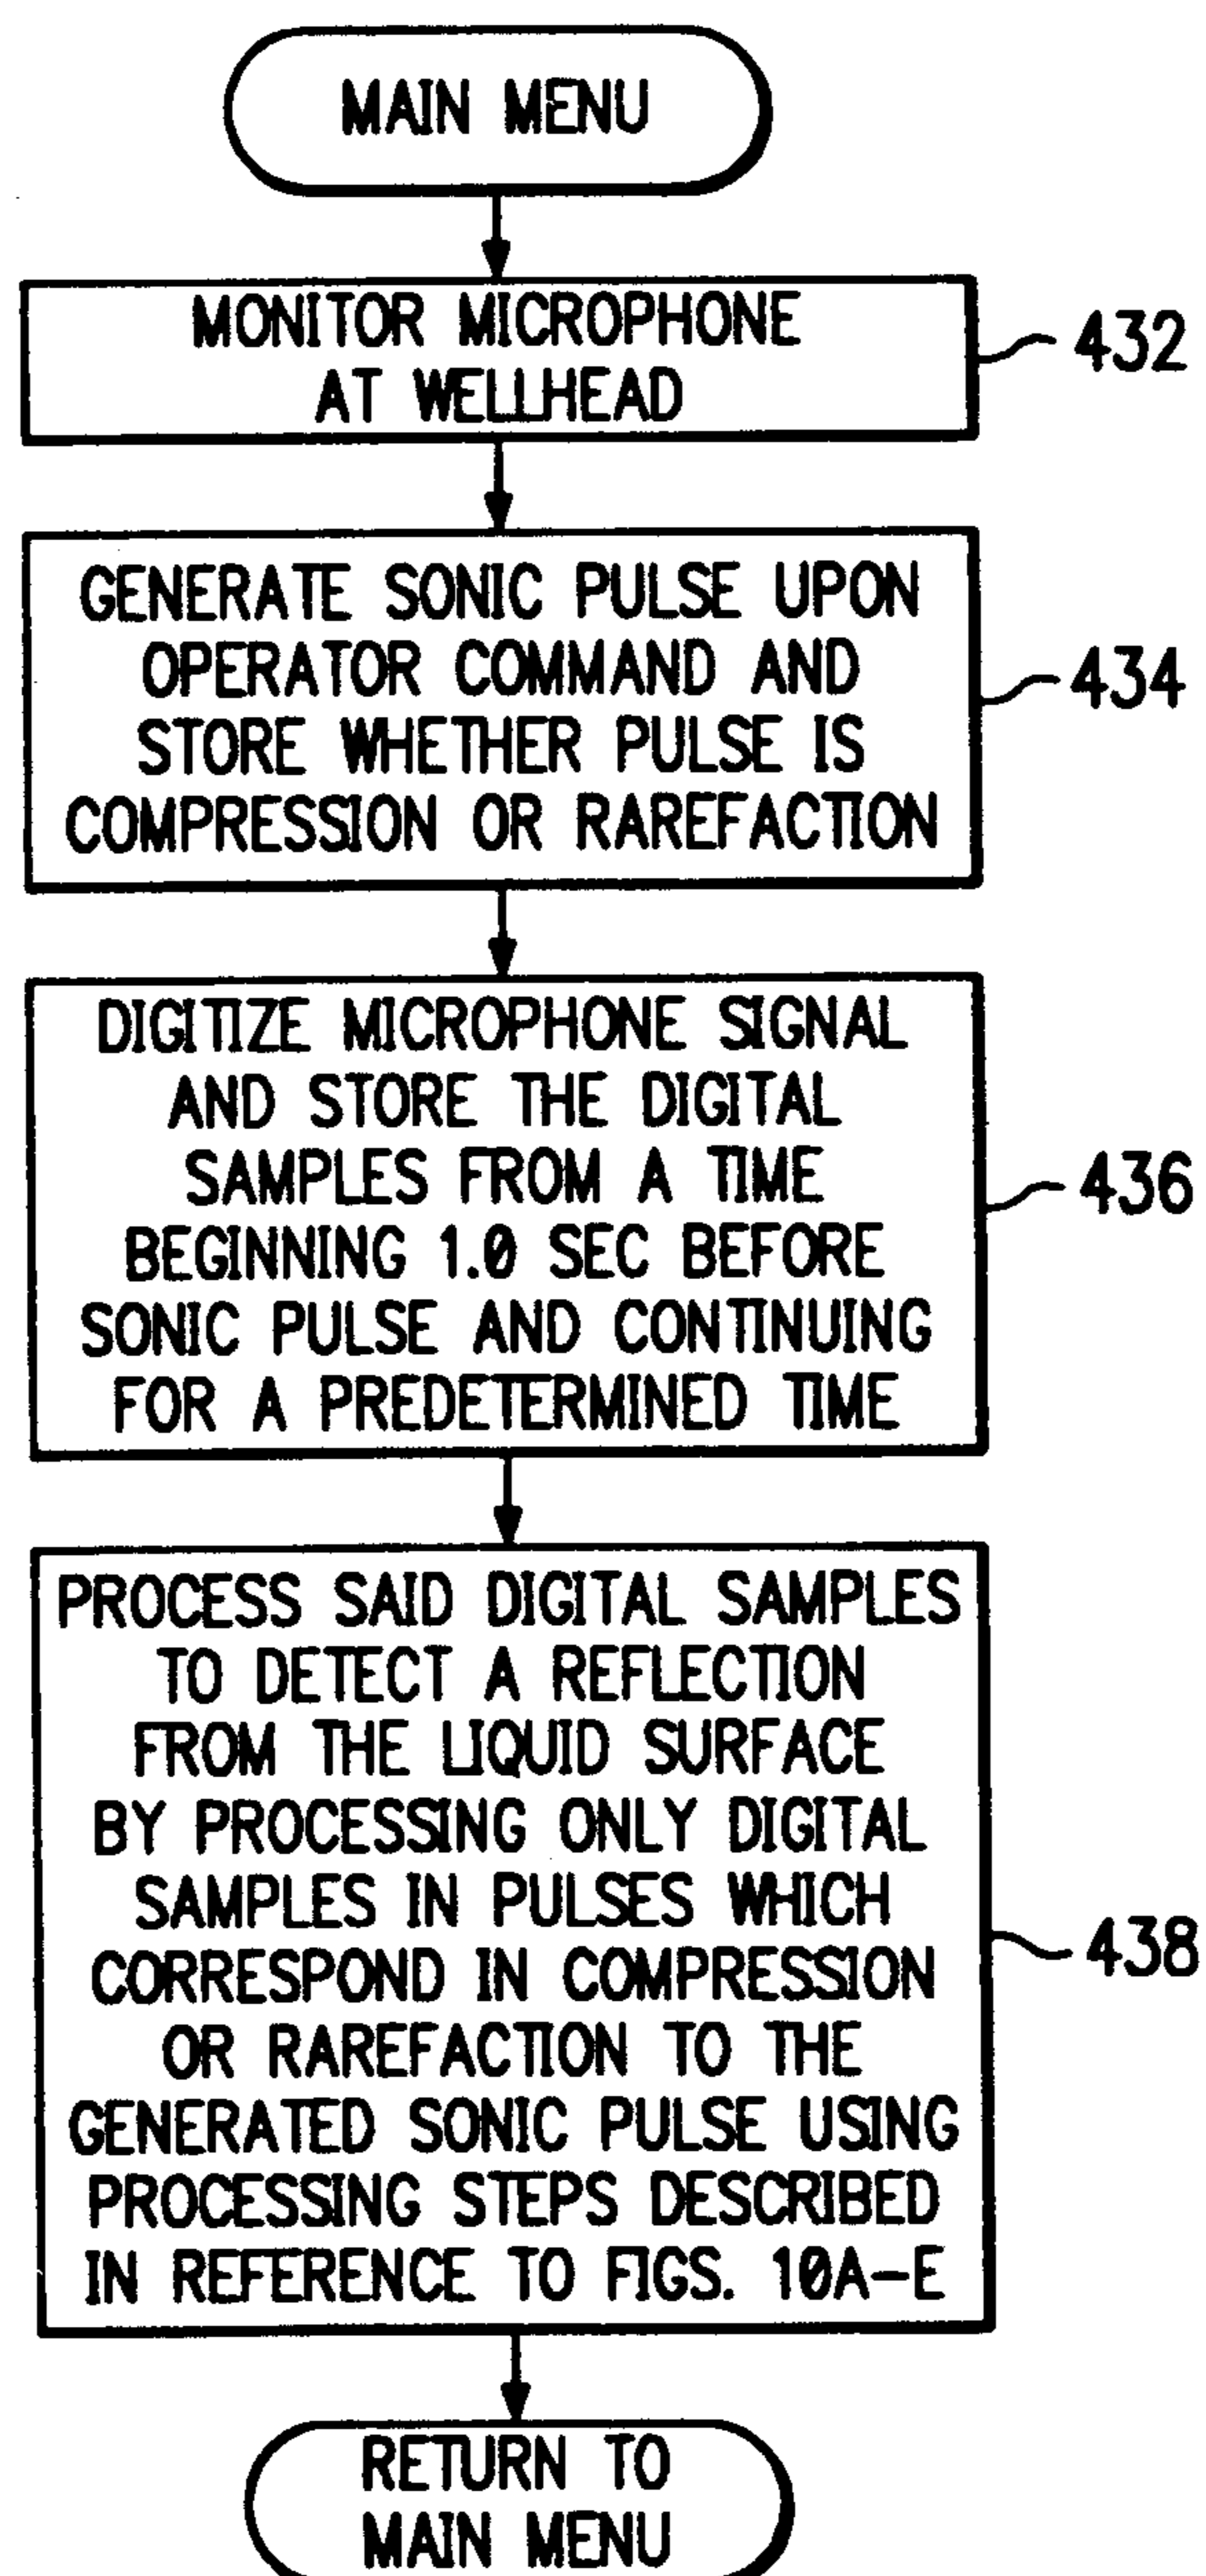 MAIN MENU
MONITOR MICROPHONE
AT WELLHEAD
432
GENERATE SONIC PULSE UPON
OPERATOR COMMAND AND
STORE WHETHER PULSE IS
COMPRESSION OR RAREFACTION
434
DIGITIZE MICROPHONE SIGNAL
AND STORE THE DIGITAL
SAMPLES FROM A TIME
BEGINNING 1.0 SEC BEFORE
SONIC PULSE AND CONTINUING
FOR A PREDETERMINED TIME
436
PROCESS SAID DIGITAL SAMPLES
TO DETECT A REFLECTION
FROM THE LIQUID SURFACE
BY PROCESSING ONLY DIGITAL
SAMPLES IN PULSES WHICH
CORRESPOND IN COMPRESSION
OR RAREFACTION TO THE
GENERATED SONIC PULSE USING
PROCESSING STEPS DESCRIBED
IN REFERENCE TO FIGS. 10A-E
438
RETURN TO
MAIN MENU